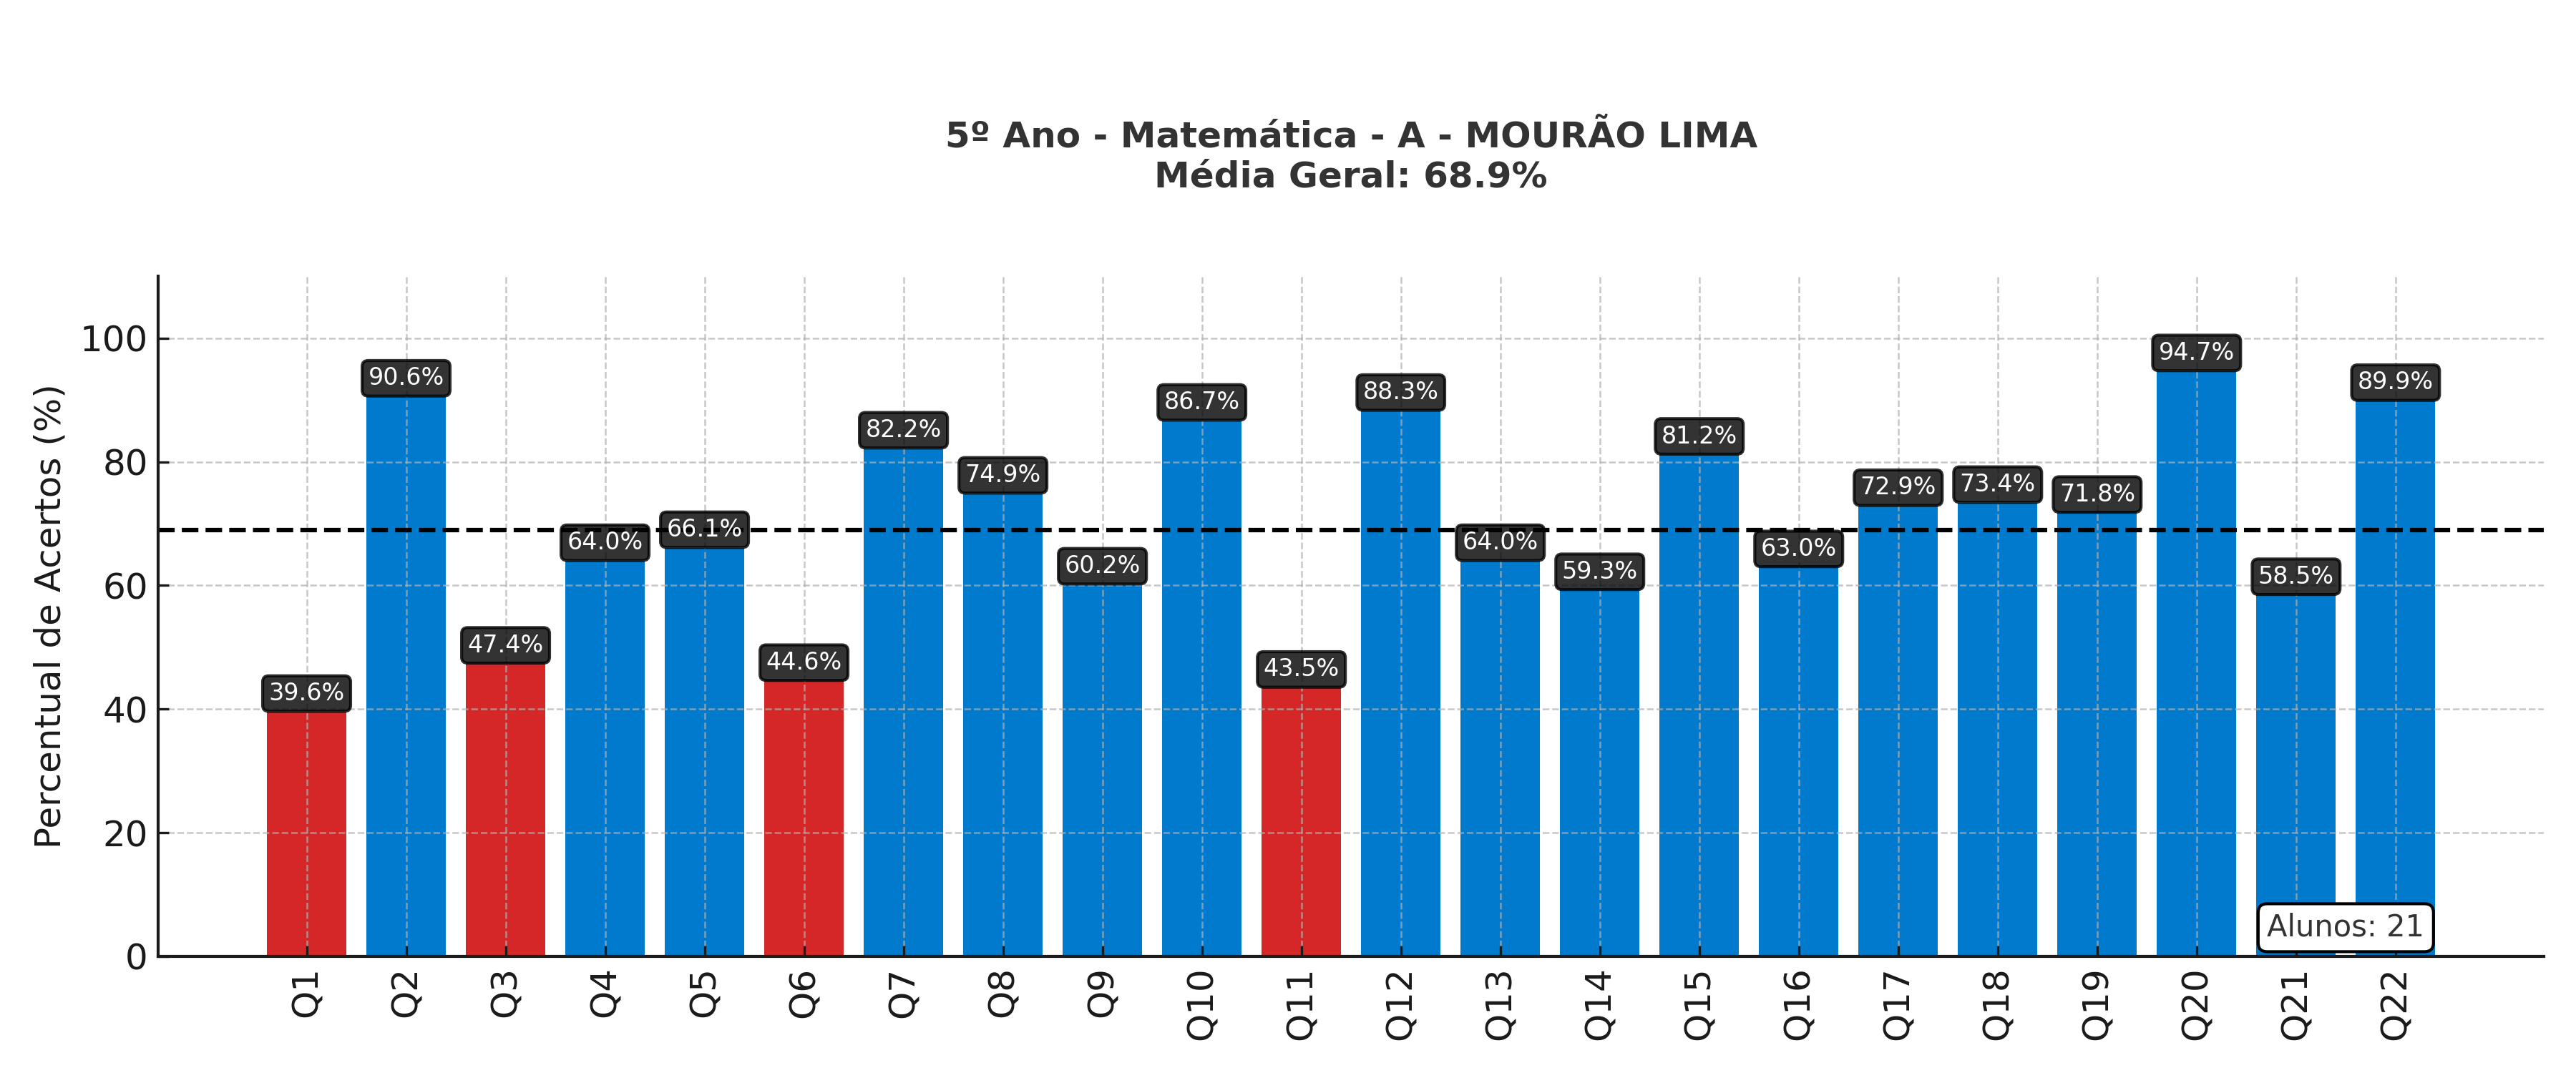 5º Ano - Matemática - A - MOURÃO LIMA
Média Geral: 68.9%
Percentual de Acertos (%)
100
80
60
40
20
0
39.6%
90.6%
47.4%
64.0%
66.1%
44.6%
82.2%
74.9%
60.2%
86.7%
43.5%
88.3%
64.0%
59.3%
81.2%
63.0%
72.9%
73.4%
71.8%
94.7%
58.5%
89.9%
Alunos: 21
Q1
Q2
Q3
Q4
Q5
Q6
Q7
Q8
Q9
Q10
Q11
Q12
Q13
Q14
Q15
Q16
Q17
Q18
Q19
Q20
Q21
Q22